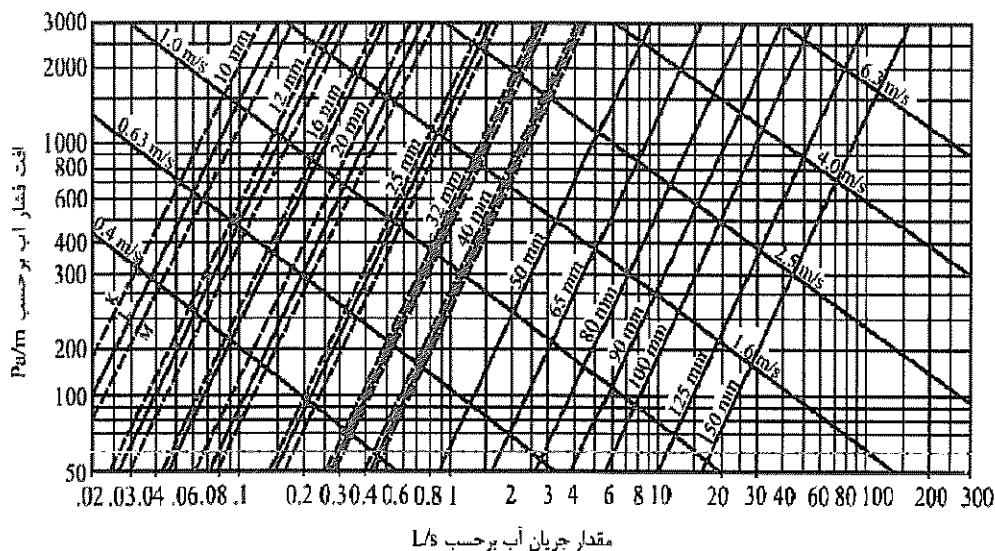 افت فشار آب برحسب Pa/m
3000
2000
1000
800
600
400
300
200
100
50
1.0 m/s
0.63 m/s
0.4 m/s
10 mm
12 mm
16 mm
20 mm
25 mm
32 mm
40 mm
50 mm
65 mm
80 mm
90 mm
100 mm
125 mm
150 mm
6.3 m/s
4.0 m/s
2.5 m/s
1.6 m/s
K
L
M
.02 .03 .04 .06 .08 .1 0.2 0.3 0.4 0.6 0.8 1 2 3 4 6 8 10 20 30 40 60 80 100 200 300
مقدار جریان آب برحسب L/s